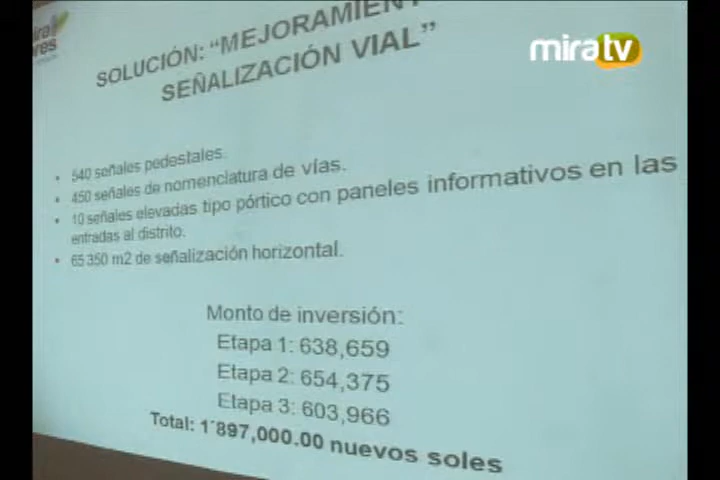 miratv
SOLUCIÓN: "MEJORAMIEN
SEÑALIZACIÓN VIAL"
• 540 señales pedestales.
• 450 señales de nomenclatura de vías.
• 10 señales elevadas tipo pórtico con paneles informativos en las
entradas al distrito.
• 65 350 m2 de señalización horizontal.
Monto de inversión:
Etapa 1: 638,659
Etapa 2: 654,375
Etapa 3: 603,966
Total: 1´897,000.00 nuevos soles